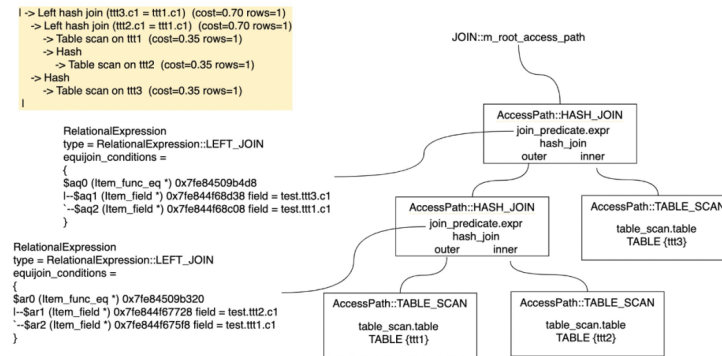 | -> Left hash join (ttt3.c1 = ttt1.c1) (cost=0.70 rows=1)
-> Left hash join (ttt2.c1 = ttt1.c1) (cost=0.70 rows=1)
-> Table scan on ttt1 (cost=0.35 rows=1)
-> Hash
-> Table scan on ttt2 (cost=0.35 rows=1)
-> Hash
-> Table scan on ttt3 (cost=0.35 rows=1)
|
JOIN::m_root_access_path
AccessPath::HASH_JOIN
join_predicate.expr
hash_join
outer inner
RelationalExpression
type = RelationalExpression::LEFT_JOIN
equijoin_conditions =
{
$aq0 (Item_func_eq *) 0x7fe84509b4d8
|--$aq1 (Item_field *) 0x7fe844f68d38 field = test.ttt3.c1
`--$aq2 (Item_field *) 0x7fe844f68c08 field = test.ttt1.c1
}
AccessPath::HASH_JOIN
join_predicate.expr
hash_join
outer inner
AccessPath::TABLE_SCAN
table_scan.table
TABLE {ttt3}
RelationalExpression
type = RelationalExpression::LEFT_JOIN
equijoin_conditions =
{
$ar0 (Item_func_eq *) 0x7fe84509b320
|--$ar1 (Item_field *) 0x7fe844f67728 field = test.ttt2.c1
`--$ar2 (Item_field *) 0x7fe844f675f8 field = test.ttt1.c1
}
AccessPath::TABLE_SCAN
table_scan.table
TABLE {ttt1}
AccessPath::TABLE_SCAN
table_scan.table
TABLE {ttt2}